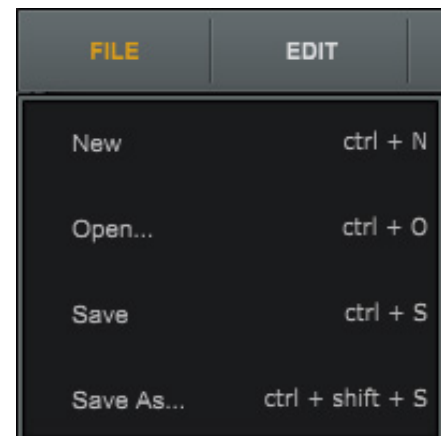 FILE EDIT
New ctrl + N
Open... ctrl + O
Save ctrl + S
Save As... ctrl + shift + S